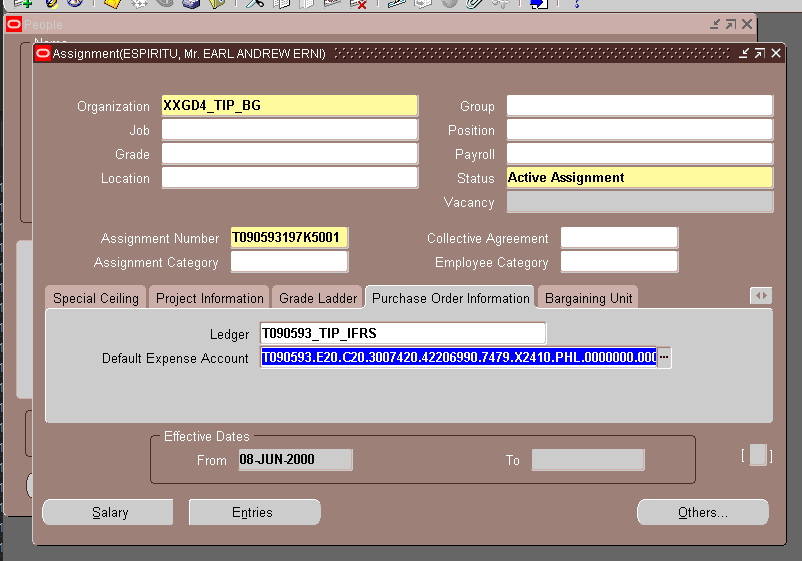 People
Name
Assignment(ESPIRITU, Mr. EARL ANDREW ERNI)
Organization XXGD4_TIP_BG Group
Job Position
Grade Payroll
Location Status Active Assignment
Vacancy
Assignment Number T090593197K5001 Collective Agreement
Assignment Category Employee Category
Special Ceiling Project Information Grade Ladder Purchase Order Information Bargaining Unit
Ledger T090593_TIP_IFRS
Default Expense Account T090593.E20.C20.3007420.42206990.7479.X2410.PHL.0000000.000 ...
Effective Dates
From 08-JUN-2000 To [ ]
Salary Entries Others...